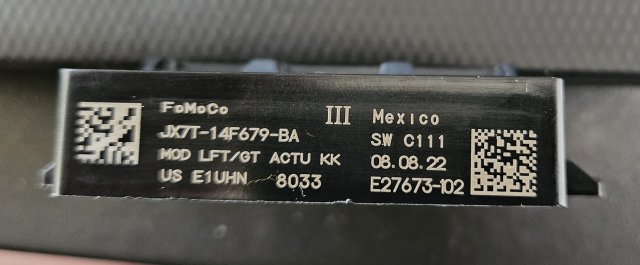 FoMoCo III Mexico
JX7T-14F679-BA SW C111
MOD LFT/GT ACTU KK 08.08.22
US E1UHN 8033 E27673-102